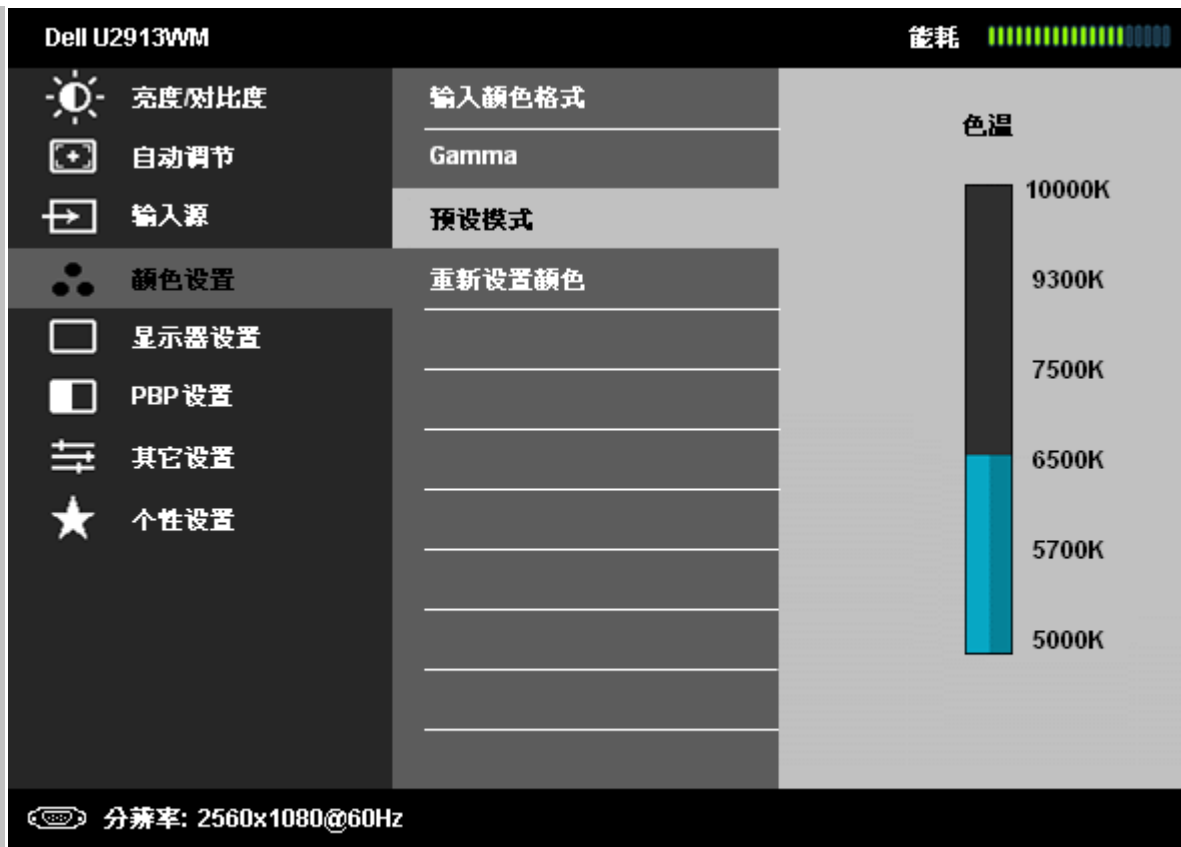 Dell U2913WM
能耗
亮度/对比度
自动调节
输入源
颜色设置
显示器设置
PBP设置
其它设置
个性设置
输入颜色格式
Gamma
预设模式
重新设置颜色
色温
10000K
9300K
7500K
6500K
5700K
5000K
分辨率: 2560x1080@60Hz